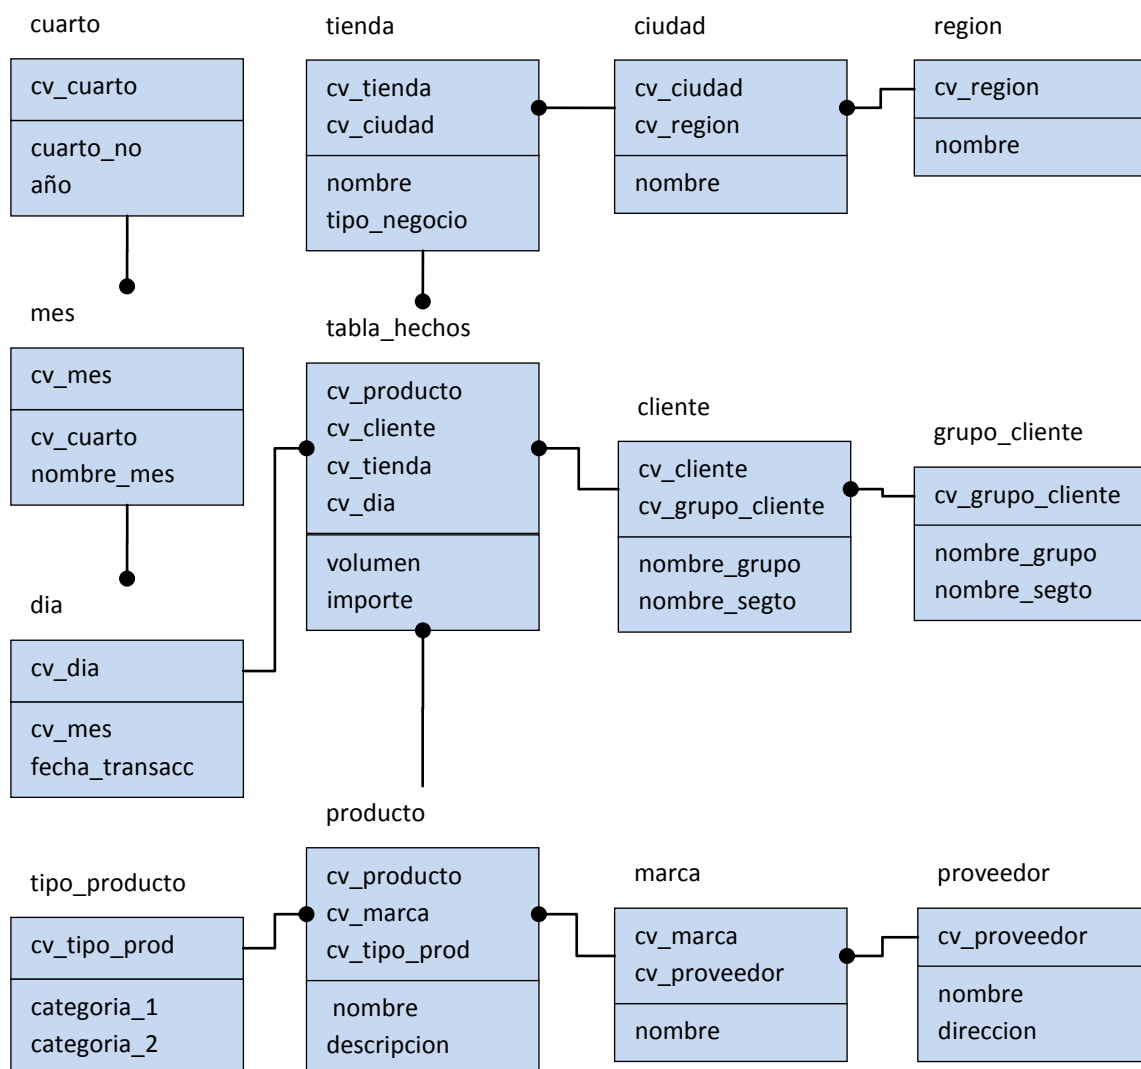 cuarto
cv_cuarto
cuarto_no
año
tienda
cv_tienda
cv_ciudad
nombre
tipo_negocio
ciudad
cv_ciudad
cv_region
nombre
region
cv_region
nombre
mes
cv_mes
cv_cuarto
nombre_mes
tabla_hechos
cv_producto
cv_cliente
cv_tienda
cv_dia
volumen
importe
cliente
cv_cliente
cv_grupo_cliente
nombre_grupo
nombre_segto
grupo_cliente
cv_grupo_cliente
nombre_grupo
nombre_segto
dia
cv_dia
cv_mes
fecha_transacc
tipo_producto
cv_tipo_prod
categoria_1
categoria_2
producto
cv_producto
cv_marca
cv_tipo_prod
nombre
descripcion
marca
cv_marca
cv_proveedor
nombre
proveedor
cv_proveedor
nombre
direccion